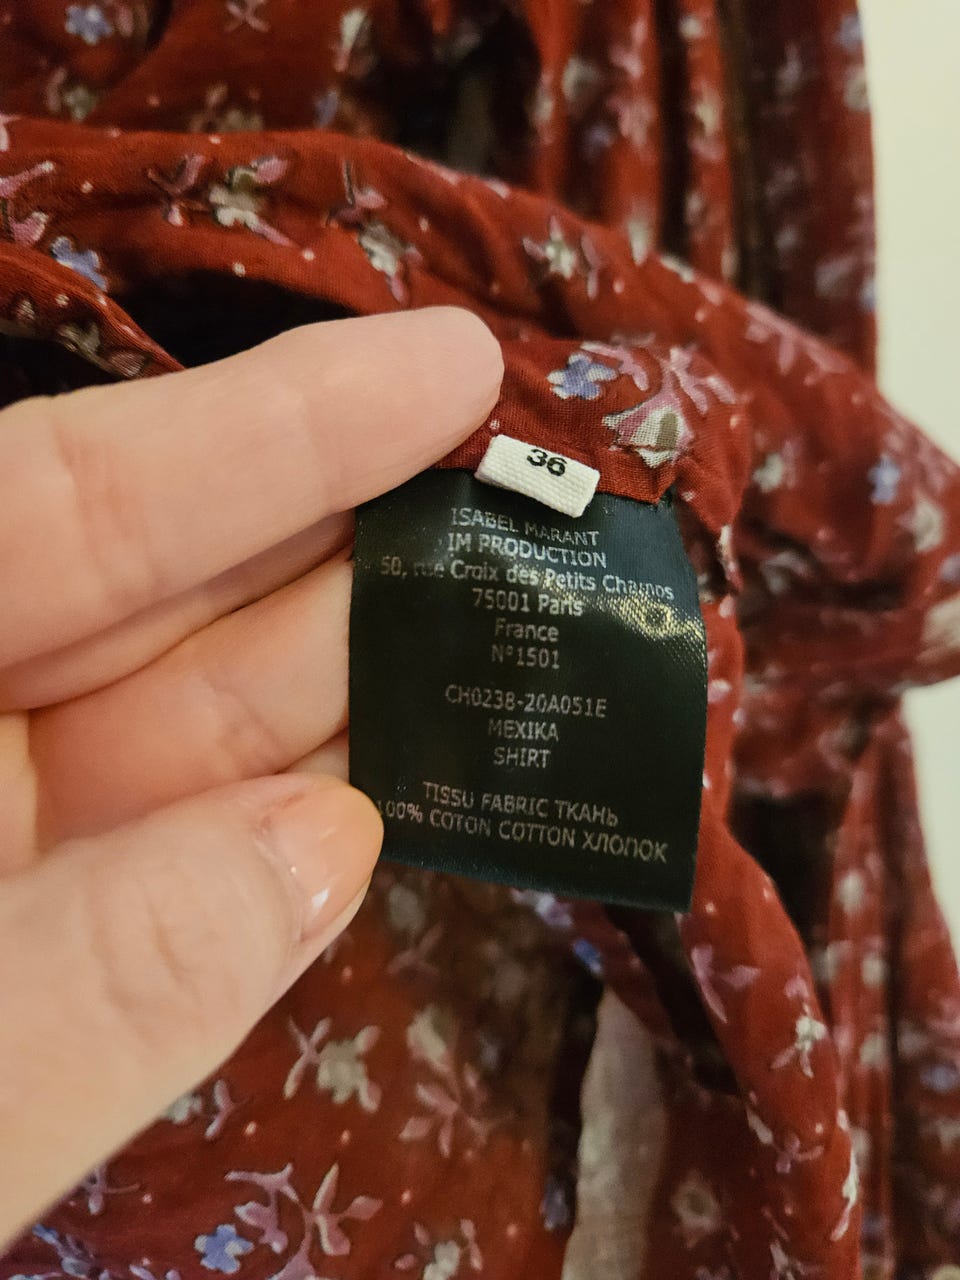 36
ISABEL MARANT
IM PRODUCTION
50, rue Croix des Petits Champs
75001 Paris
France
N°1501
CH0238-20A051E
MEXIKA
SHIRT
TISSU FABRIC ТКАНЬ
100% COTON COTTON ХЛОПОК